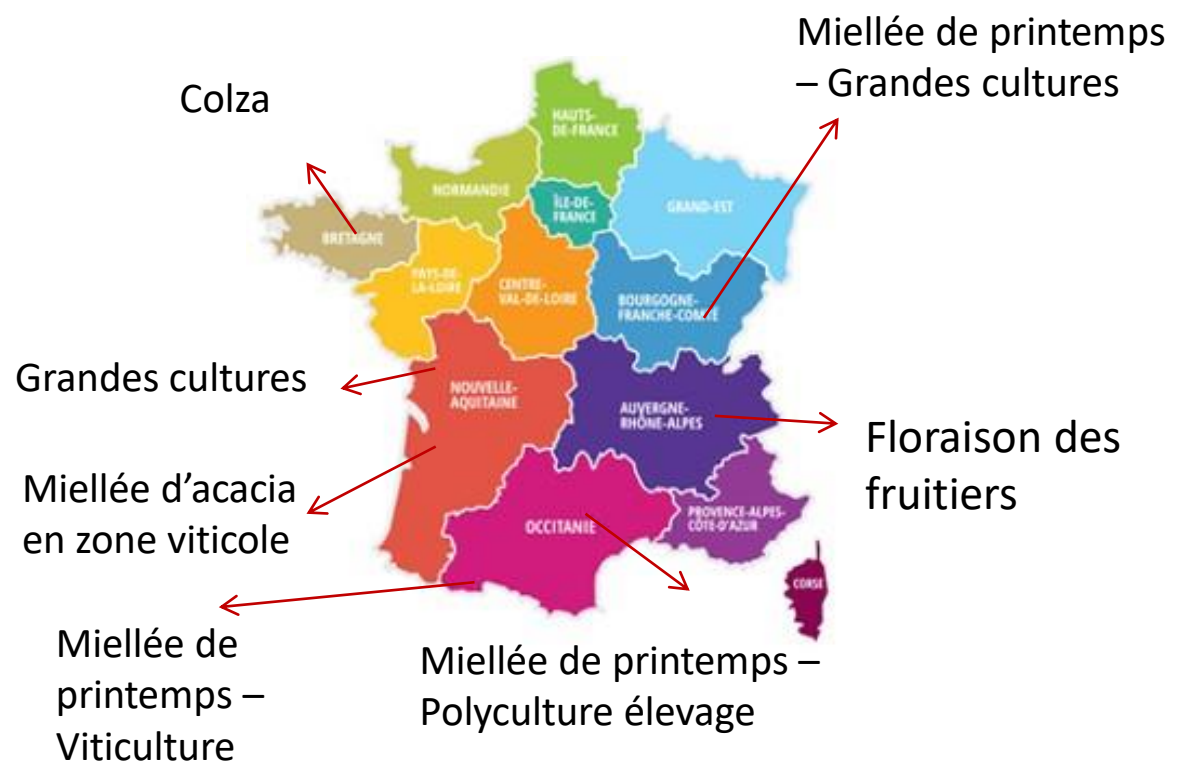 Miellée de printemps
– Grandes cultures
Colza
HAUTS-
DE-FRANCE
NORMANDIE
ÎLE-DE-
FRANCE
GRAND-EST
BRETAGNE
PAYS-DE-
LA-LOIRE
CENTRE-
VAL-DE-LOIRE
BOURGOGNE-
FRANCHE-COMTÉ
Grandes cultures
NOUVELLE-
AQUITAINE
AUVERGNE-
RHÔNE-ALPES
Floraison des
fruitiers
Miellée d’acacia
en zone viticole
OCCITANIE
PROVENCE-ALPES-
CÔTE-D'AZUR
CORSE
Miellée de
printemps –
Viticulture
Miellée de printemps –
Polyculture élevage